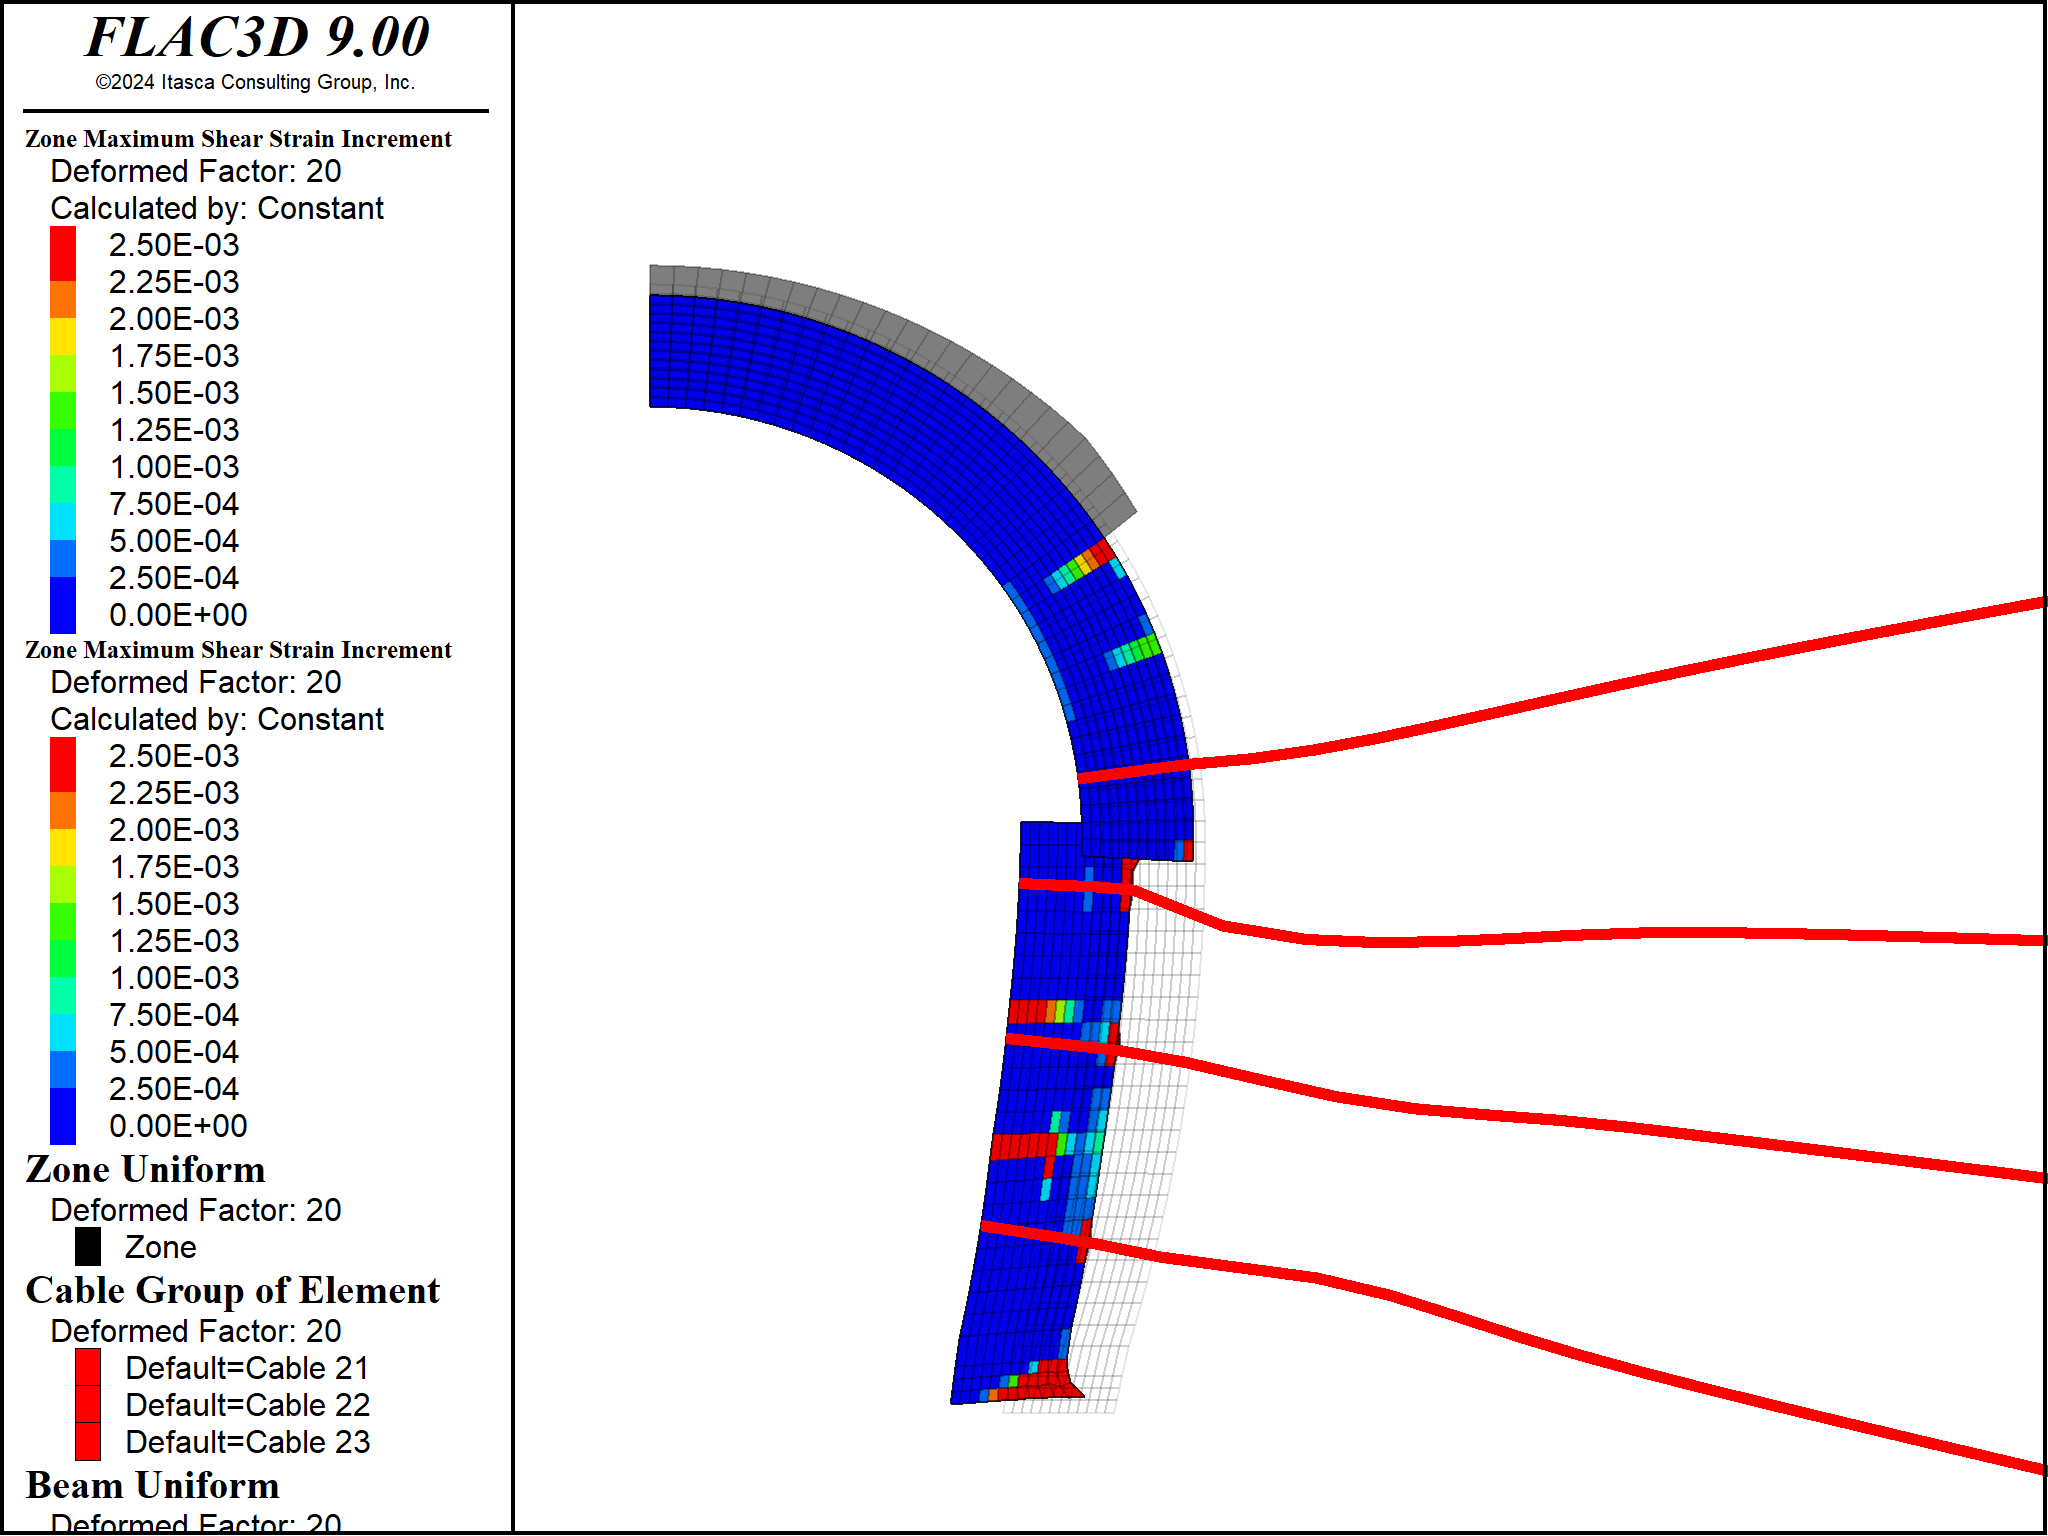 FLAC3D 9.00
©2024 Itasca Consulting Group, Inc.
Zone Maximum Shear Strain Increment
Deformed Factor: 20
Calculated by: Constant
2.50E-03
2.25E-03
2.00E-03
1.75E-03
1.50E-03
1.25E-03
1.00E-03
7.50E-04
5.00E-04
2.50E-04
0.00E+00
Zone Maximum Shear Strain Increment
Deformed Factor: 20
Calculated by: Constant
2.50E-03
2.25E-03
2.00E-03
1.75E-03
1.50E-03
1.25E-03
1.00E-03
7.50E-04
5.00E-04
2.50E-04
0.00E+00
Zone Uniform
Deformed Factor: 20
Zone
Cable Group of Element
Deformed Factor: 20
Default=Cable 21
Default=Cable 22
Default=Cable 23
Beam Uniform
Deformed Factor: 20